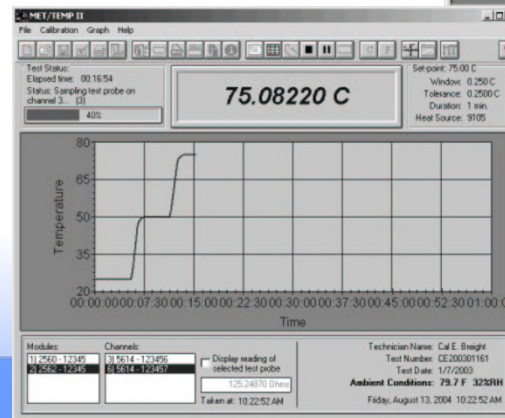 MET/TEMP II
File Calibration Graph Help
Test Status:
Elapsed time: 00:16:54
Status: Sampling test probe on
channel 3... [3]
40%
75.08220 C
Set-point: 75.00 C
Window: 0.250 C
Tolerance: 0.2500 C
Duration: 1 min.
Heat Source: 9105
80
65
50
35
20
Temperature
00:00:00 00:07:30 00:15:00 00:22:30 00:30:00 00:37:30 00:45:00 00:52:30 01:00:0
Time
Modules:
1] 2560 - 12345
2] 2562 - 12345
Channels:
3] 5614 - 123456
6] 5614 - 123457
Display reading of
selected test probe
125.24870 Ohms
Taken at: 10:22:52 AM
Technician Name: Cal E. Breight
Test Number: CE200301161
Test Date: 1/7/2003
Ambient Conditions: 79.7 F 32%RH
Friday, August 13, 2004 10:22:52 AM